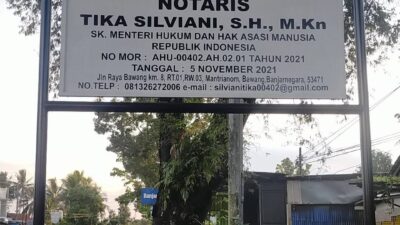 NOTARIS
TIKA SILVIANI, S.H., M.Kn
SK. MENTERI HUKUM DAN HAK ASASI MANUSIA
REPUBLIK INDONESIA
NO MOR : AHU-00402.AH.02.01 TAHUN 2021
TANGGAL : 5 NOVEMBER 2021
Jln Raya Bawang km. 8, RT.01,RW.03, Mantrianom, Bawang Banjarnegara, 53471
NO.TELP : 081326272006 e-mail : silvianitika00402@gmail.com